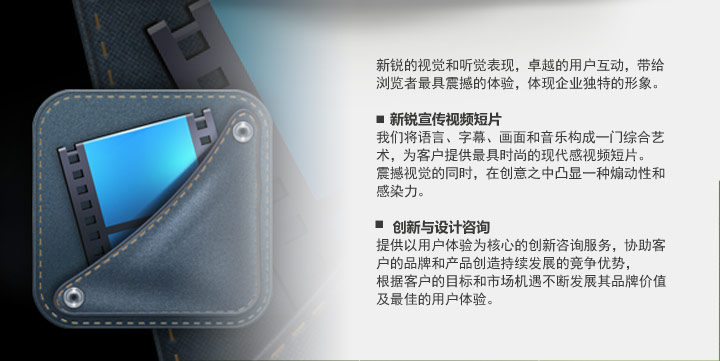 新锐的视觉和听觉表现，卓越的用户互动，带给
浏览者最具震撼的体验，体现企业独特的形象。
■ 新锐宣传视频短片
我们将语言、字幕、画面和音乐构成一门综合艺
术，为客户提供最具时尚的现代感视频短片。
震撼视觉的同时，在创意之中凸显一种煽动性和
感染力。
■ 创新与设计咨询
提供以用户体验为核心的创新咨询服务，协助客
户的品牌和产品创造持续发展的竞争优势，
根据客户的目标和市场机遇不断发展其品牌价值
及最佳的用户体验。